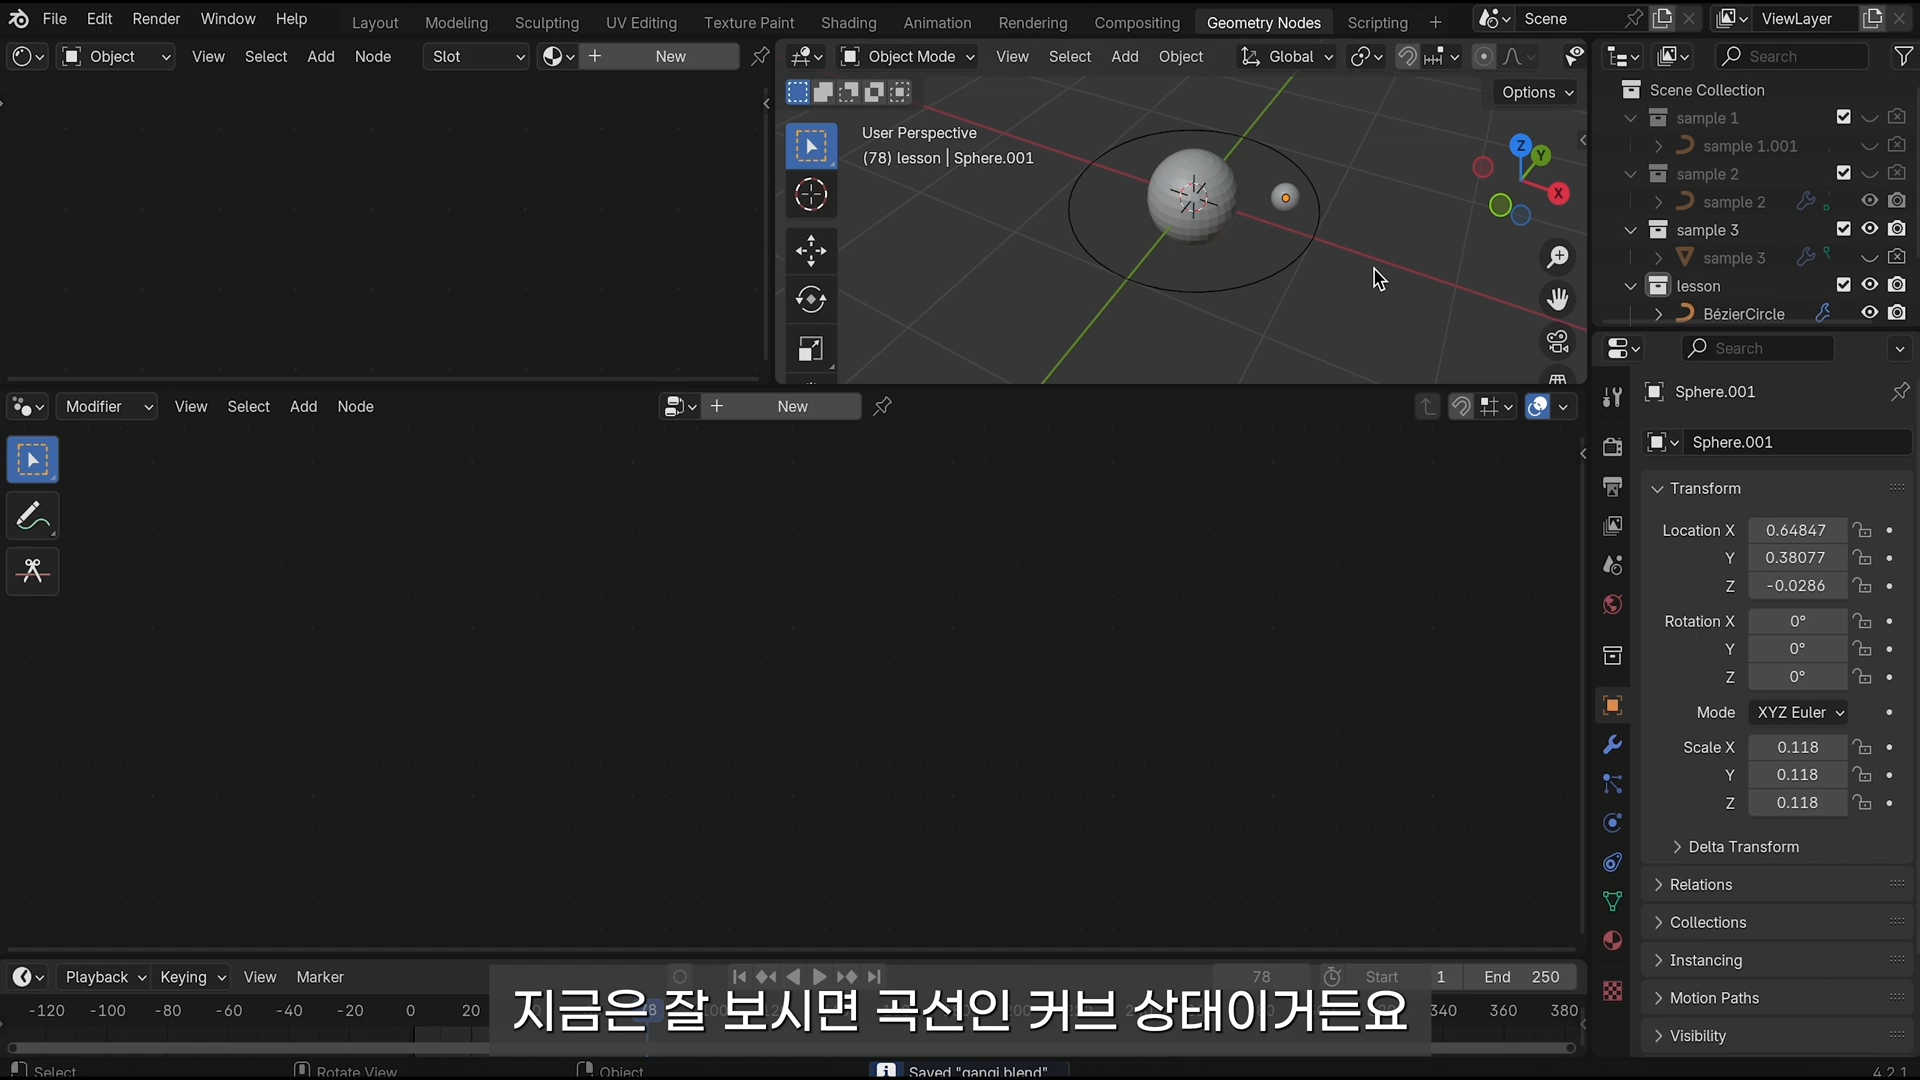 File Edit Render Window Help Layout Modeling Sculpting UV Editing Texture Paint Shading Animation Rendering Compositing Geometry Nodes Scripting + Scene ViewLayer
Object View Select Add Node Slot New
Object Mode View Select Add Object Global
Search
Options
User Perspective
(78) lesson | Sphere.001
Z
Y
X
Scene Collection
sample 1
sample 1.001
sample 2
sample 2
sample 3
sample 3
lesson
BézierCircle
Modifier View Select Add Node New
Search
Sphere.001
Sphere.001
Transform
Location X 0.64847
Y 0.38077
Z -0.0286
Rotation X 0°
Y 0°
Z 0°
Mode XYZ Euler
Scale X 0.118
Y 0.118
Z 0.118
Delta Transform
Relations
Collections
Instancing
Motion Paths
Visibility
Playback Keying View Marker 78 Start 1 End 250
-120 -100 -80 -60 -40 -20 0 20 340 360 380
지금은 잘 보시면 곡선인 커브 상태이거든요
Select Rotate View Object Saved "gangi.blend" 4.2.1